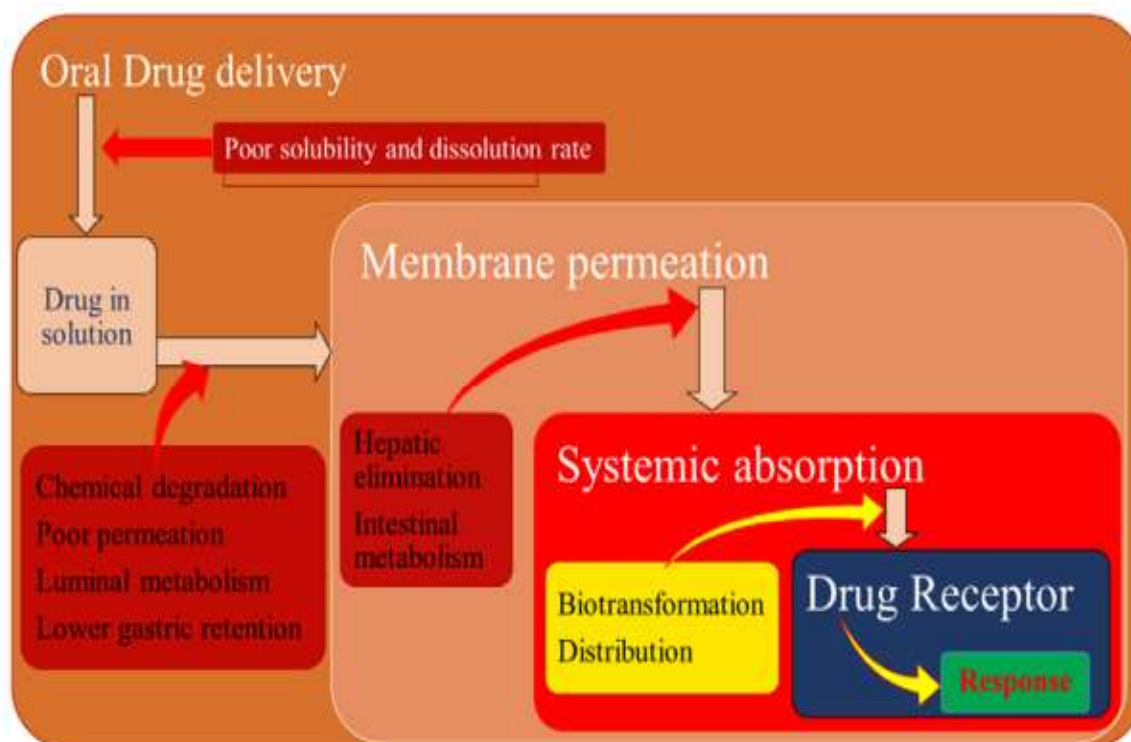 Oral Drug delivery
Poor solubility and dissolution rate
Drug in
solution
Chemical degradation
Poor permeation
Luminal metabolism
Lower gastric retention
Membrane permeation
Hepatic
elimination
Intestinal
metabolism
Systemic absorption
Biotransformation
Distribution
Drug Receptor
Response